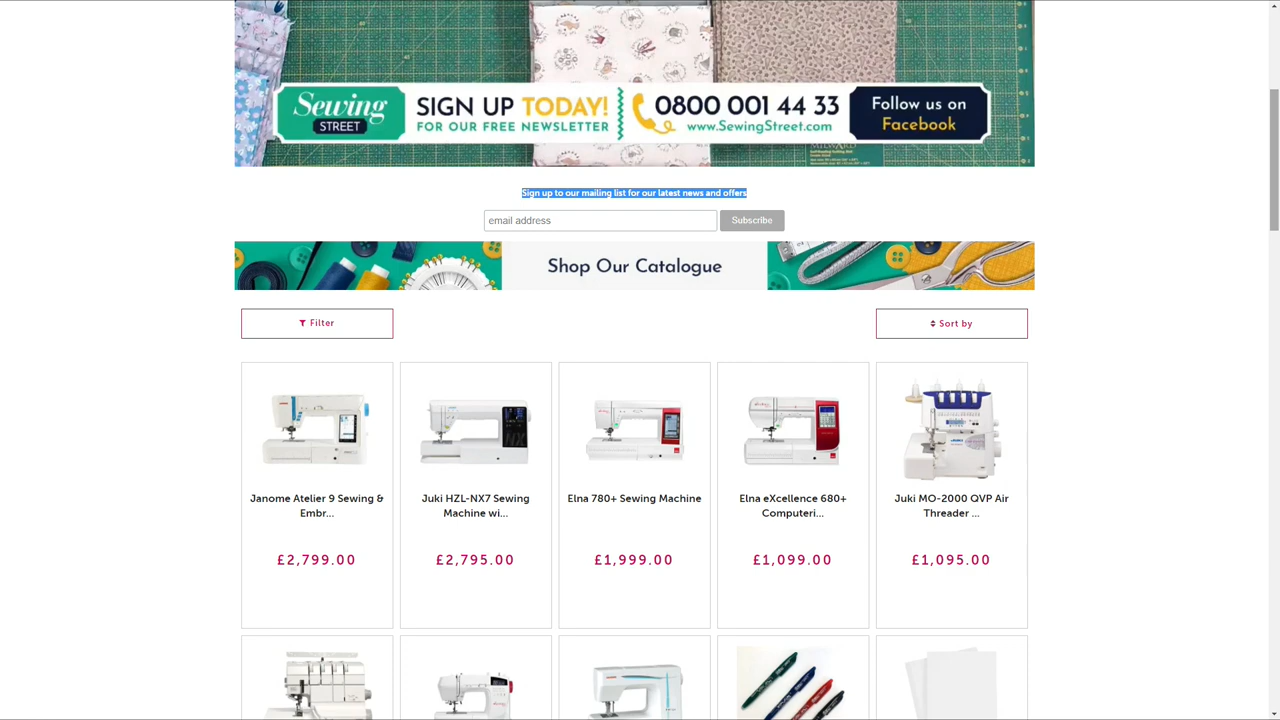 Sewing STREET
SIGN UP TODAY!
FOR OUR FREE NEWSLETTER
0800 001 44 33
www.SewingStreet.com
Follow us on
Facebook
MILWARD
Sign up to our mailing list for our latest news and offers
email address
Subscribe
Shop Our Catalogue
Filter
Sort by
Janome Atelier 9 Sewing &
Embr...
£2,799.00
Juki HZL-NX7 Sewing
Machine wi...
£2,795.00
Elna 780+ Sewing Machine
£1,999.00
Elna eXcellence 680+
Computeri...
£1,099.00
Juki MO-2000 QVP Air
Threader ...
£1,095.00